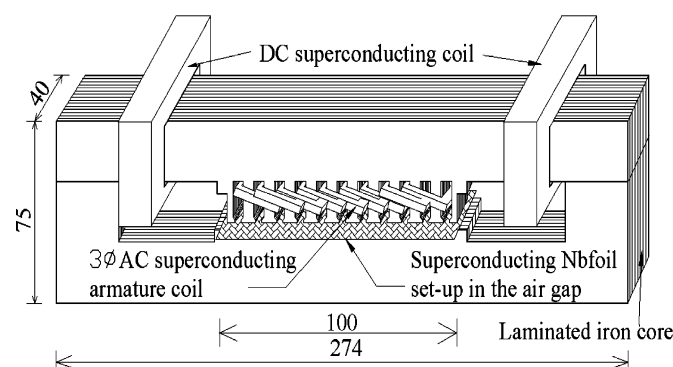 DC superconducting coil
40
75
3Ø AC superconducting
armature coil
Superconducting Nbfoil
set-up in the air gap
100
Laminated iron core
274